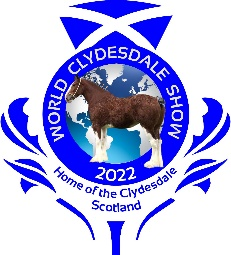 WORLD CLYDESDALE SHOW
2022
Home of the Clydesdale
Scotland